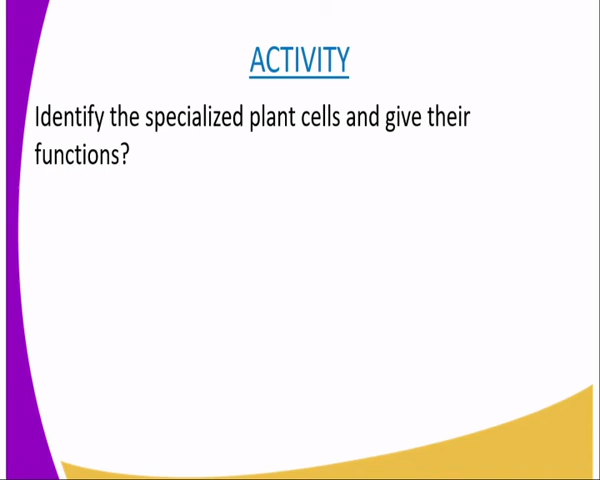 ACTIVITY
Identify the specialized plant cells and give their
functions?